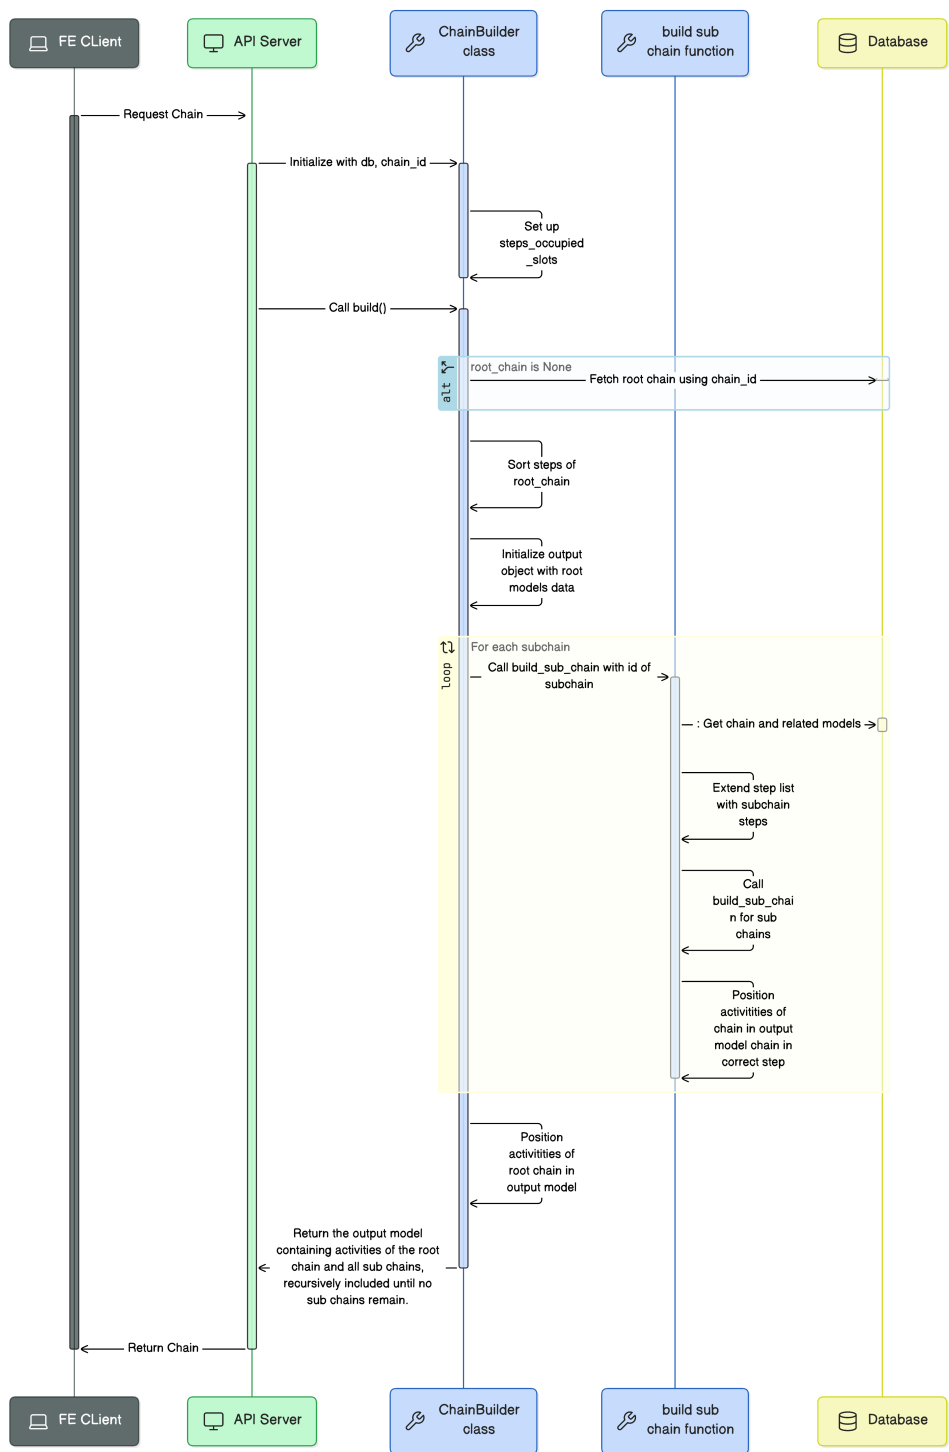 FE CLient
API Server
ChainBuilder
class
build sub
chain function
Database
Request Chain
Initialize with db, chain_id
Set up
steps_occupied
_slots
Call build()
alt
root_chain is None
Fetch root chain using chain_id
Sort steps of
root_chain
Initialize output
object with root
models data
loop
For each subchain
Call build_sub_chain with id of
subchain
: Get chain and related models
Extend step list
with subchain
steps
Call
build_sub_chai
n for sub
chains
Position
activitities of
chain in output
model chain in
correct step
Position
activitities of
root chain in
output model
Return the output model
containing activities of the root
chain and all sub chains,
recursively included until no
sub chains remain.
Return Chain
FE CLient
API Server
ChainBuilder
class
build sub
chain function
Database